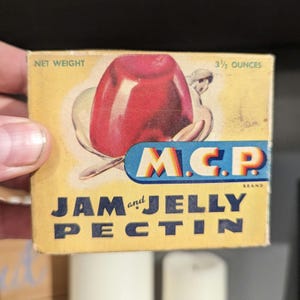 NET WEIGHT 3½ OUNCES
M.C.P.
BRAND
JAM and JELLY
PECTIN